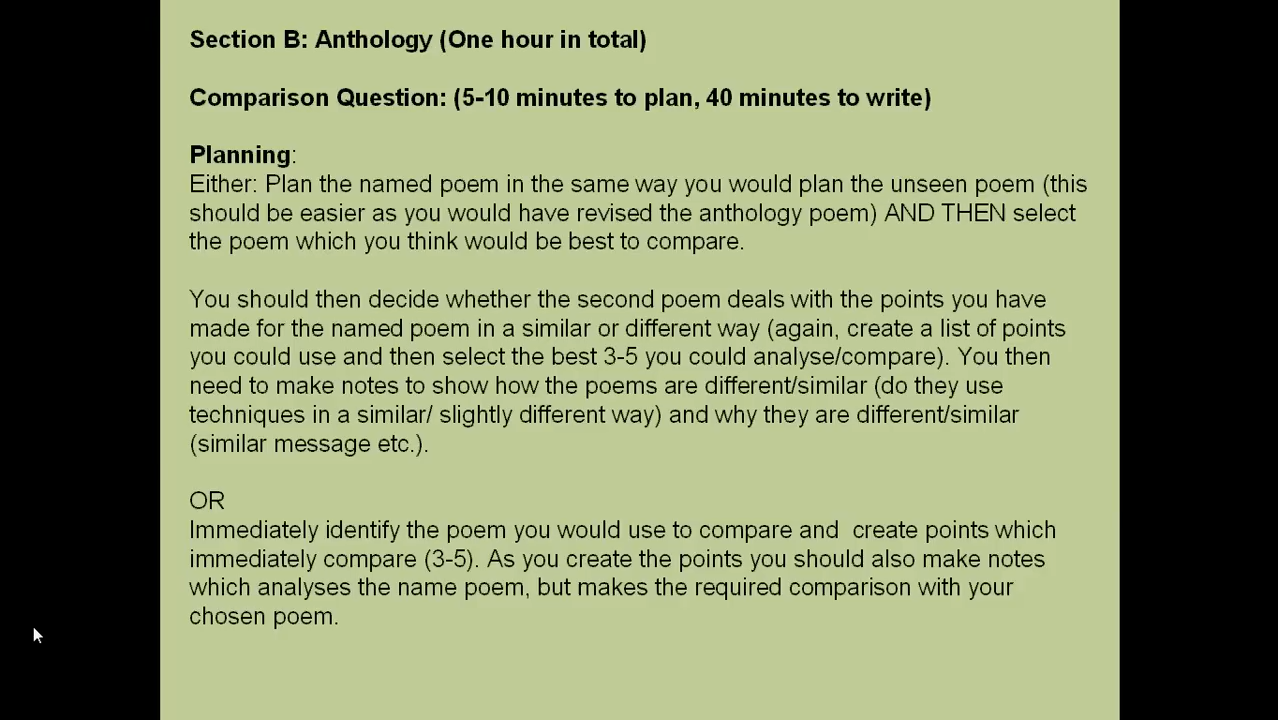 Section B: Anthology (One hour in total)
Comparison Question: (5-10 minutes to plan, 40 minutes to write)
Planning:
Either: Plan the named poem in the same way you would plan the unseen poem (this
should be easier as you would have revised the anthology poem) AND THEN select
the poem which you think would be best to compare.
You should then decide whether the second poem deals with the points you have
made for the named poem in a similar or different way (again, create a list of points
you could use and then select the best 3-5 you could analyse/compare). You then
need to make notes to show how the poems are different/similar (do they use
techniques in a similar/ slightly different way) and why they are different/similar
(similar message etc.).
OR
Immediately identify the poem you would use to compare and  create points which
immediately compare (3-5). As you create the points you should also make notes
which analyses the name poem, but makes the required comparison with your
chosen poem.